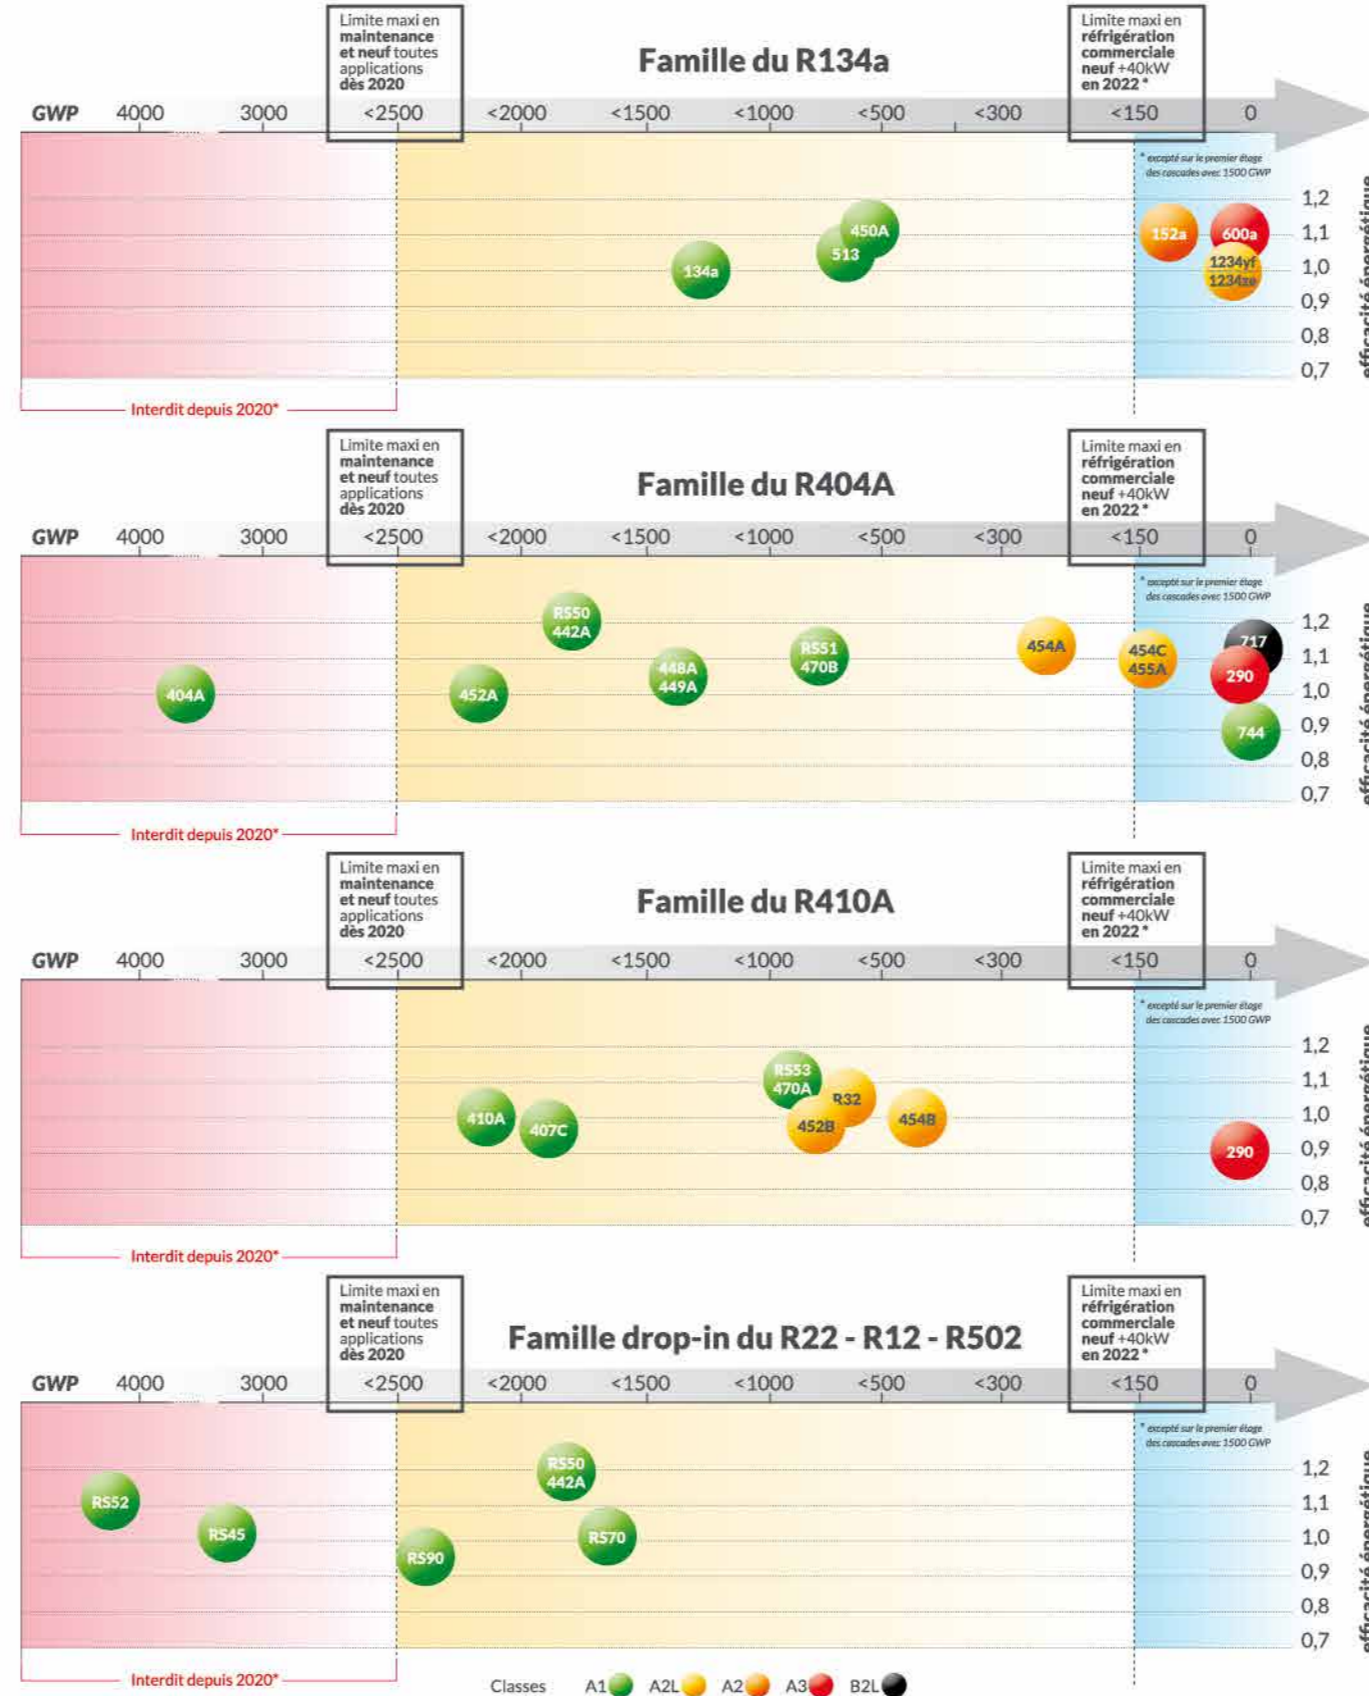 Limite maxi en
maintenance
et neuf toutes
applications
dès 2020
Famille du R134a
Limite maxi en
réfrigération
commerciale
neuf +40kW
en 2022 *
GWP 4000 3000 <2500 <2000 <1500 <1000 <500 <300 <150 0
* excepté sur le premier étage
des cascades avec 1500 GWP
1,2
1,1
1,0
0,9
0,8
0,7
efficacité énergétique
450A
513
134a
152a
600a
1234yf
1234ze
Interdit depuis 2020*
Limite maxi en
maintenance
et neuf toutes
applications
dès 2020
Famille du R404A
Limite maxi en
réfrigération
commerciale
neuf +40kW
en 2022 *
GWP 4000 3000 <2500 <2000 <1500 <1000 <500 <300 <150 0
* excepté sur le premier étage
des cascades avec 1500 GWP
1,2
1,1
1,0
0,9
0,8
0,7
efficacité énergétique
404A
452A
RS50
442A
448A
449A
RS51
470B
454A
454C
455A
717
290
744
Interdit depuis 2020*
Limite maxi en
maintenance
et neuf toutes
applications
dès 2020
Famille du R410A
Limite maxi en
réfrigération
commerciale
neuf +40kW
en 2022 *
GWP 4000 3000 <2500 <2000 <1500 <1000 <500 <300 <150 0
* excepté sur le premier étage
des cascades avec 1500 GWP
1,2
1,1
1,0
0,9
0,8
0,7
efficacité énergétique
410A
407C
RS53
470A
R32
452B
454B
290
Interdit depuis 2020*
Limite maxi en
maintenance
et neuf toutes
applications
dès 2020
Famille drop-in du R22 - R12 - R502
Limite maxi en
réfrigération
commerciale
neuf +40kW
en 2022 *
GWP 4000 3000 <2500 <2000 <1500 <1000 <500 <300 <150 0
* excepté sur le premier étage
des cascades avec 1500 GWP
1,2
1,1
1,0
0,9
0,8
0,7
efficacité énergétique
RS52
RS45
RS90
RS50
442A
RS70
Interdit depuis 2020*
Classes A1 A2L A2 A3 B2L